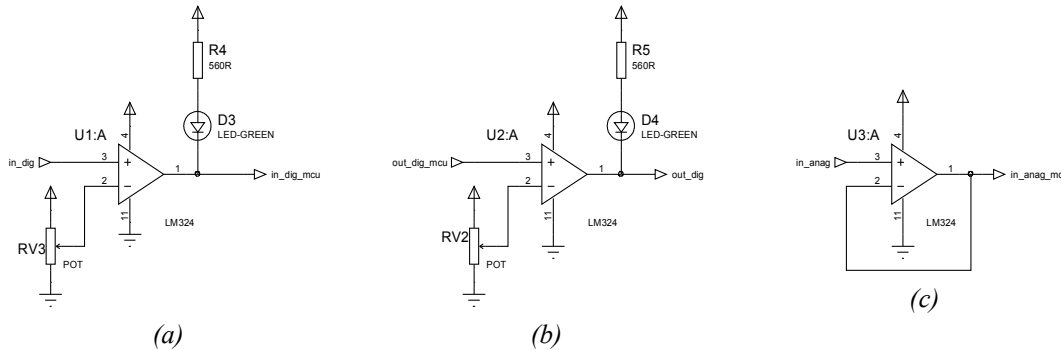 R4
560R
D3
LED-GREEN
U1:A
4
in_dig
3
2
1
in_dig_mcu
11
LM324
RV3
POT
(a)
R5
560R
D4
LED-GREEN
U2:A
4
out_dig_mcu
3
2
1
out_dig
11
LM324
RV2
POT
(b)
U3:A
4
in_anag
3
2
1
in_anag_mc
11
LM324
(c)